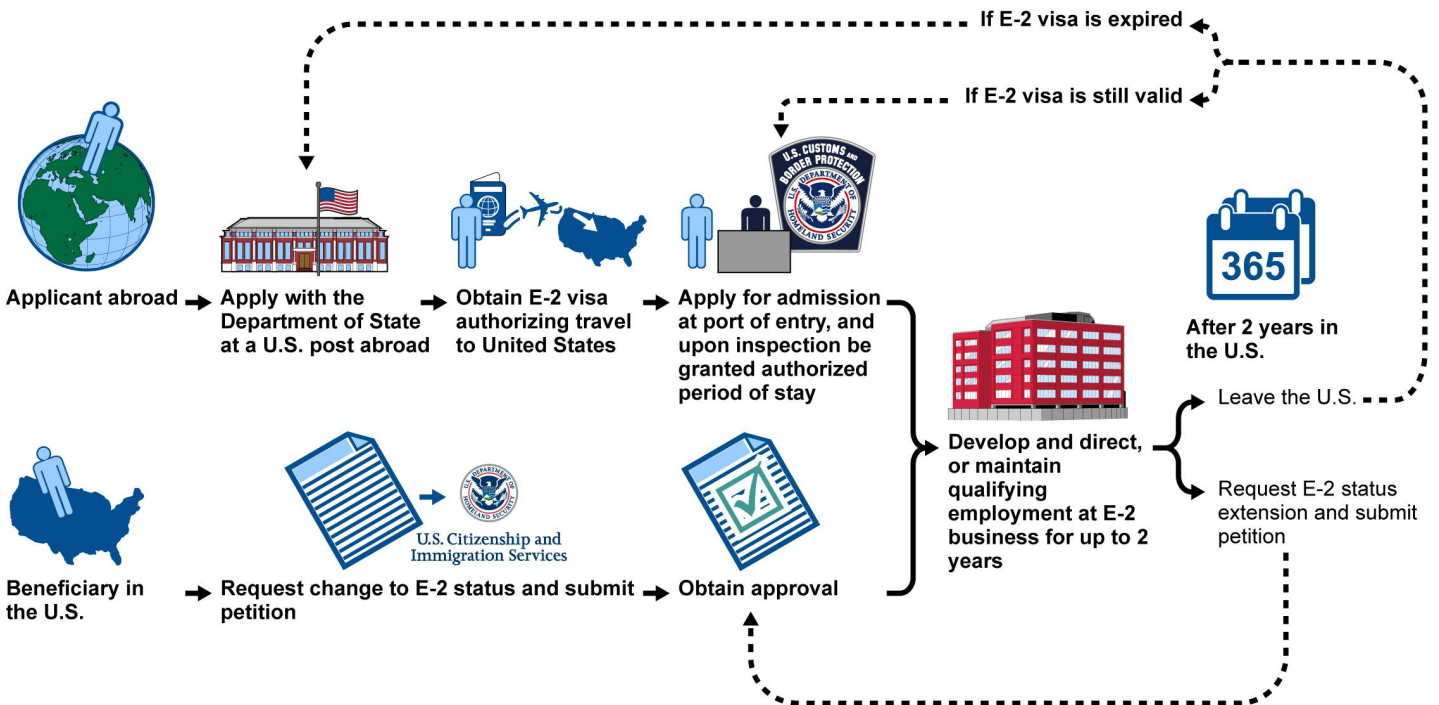 If E-2 visa is expired
If E-2 visa is still valid
U.S. CUSTOMS AND
BORDER PROTECTION
U.S. DEPARTMENT OF
HOMELAND SECURITY
365
Applicant abroad
Apply with the
Department of State
at a U.S. post abroad
Obtain E-2 visa
authorizing travel
to United States
Apply for admission
at port of entry, and
upon inspection be
granted authorized
period of stay
After 2 years in
the U.S.
Leave the U.S.
Develop and direct,
or maintain
qualifying
employment at E-2
business for up to 2
years
Request E-2 status
extension and submit
petition
U.S. DEPARTMENT OF
HOMELAND SECURITY
U.S. Citizenship and
Immigration Services
Beneficiary in
the U.S.
Request change to E-2 status and submit
petition
Obtain approval